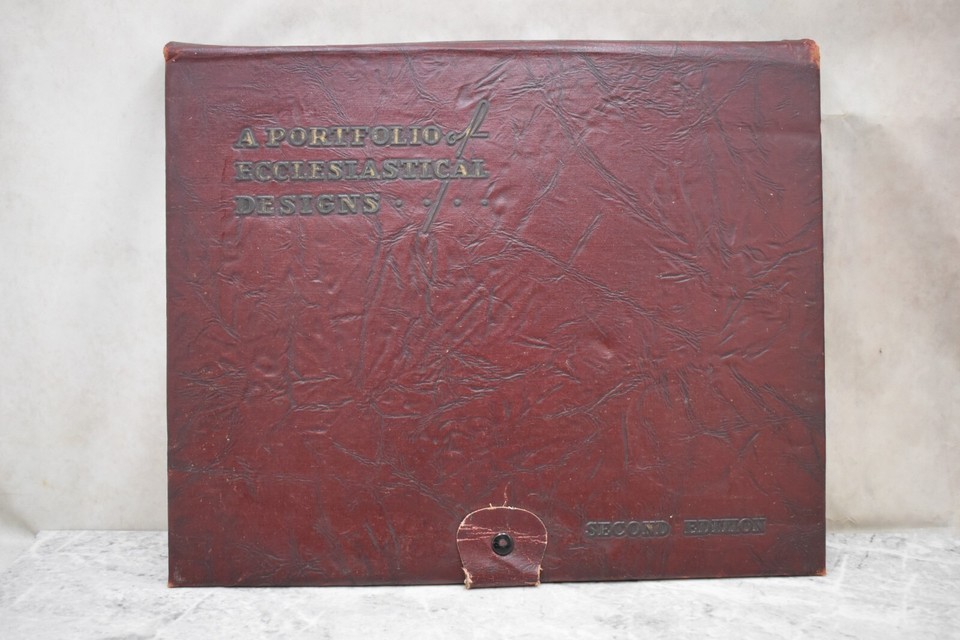 A PORTFOLIO of
ECCLESIASTICAL
DESIGNS . . . .
SECOND EDITION